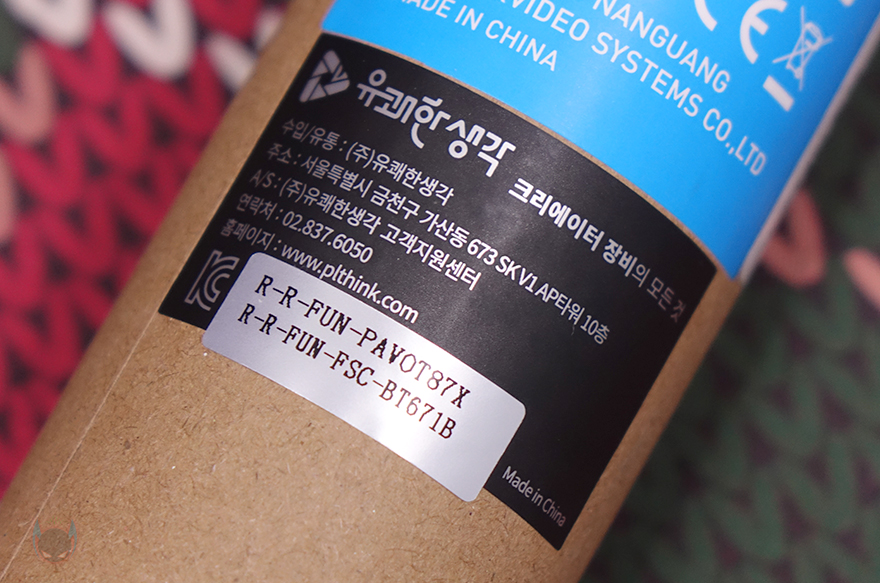 NANGUANG
VIDEO SYSTEMS CO.,LTD
MADE IN CHINA
CE
유쾌한생각
크리에이터 장비의 모든 것
수입/유통 : (주)유쾌한생각
주소 : 서울특별시 금천구 가산동 673 SK V1 AP타워 10층
A/S : (주)유쾌한생각 고객지원센터
연락처 : 02.837.6050
홈페이지 : www.plthink.com
R-R-FUN-PAVOT87X
R-R-FUN-FSC-BT671B
Made in China